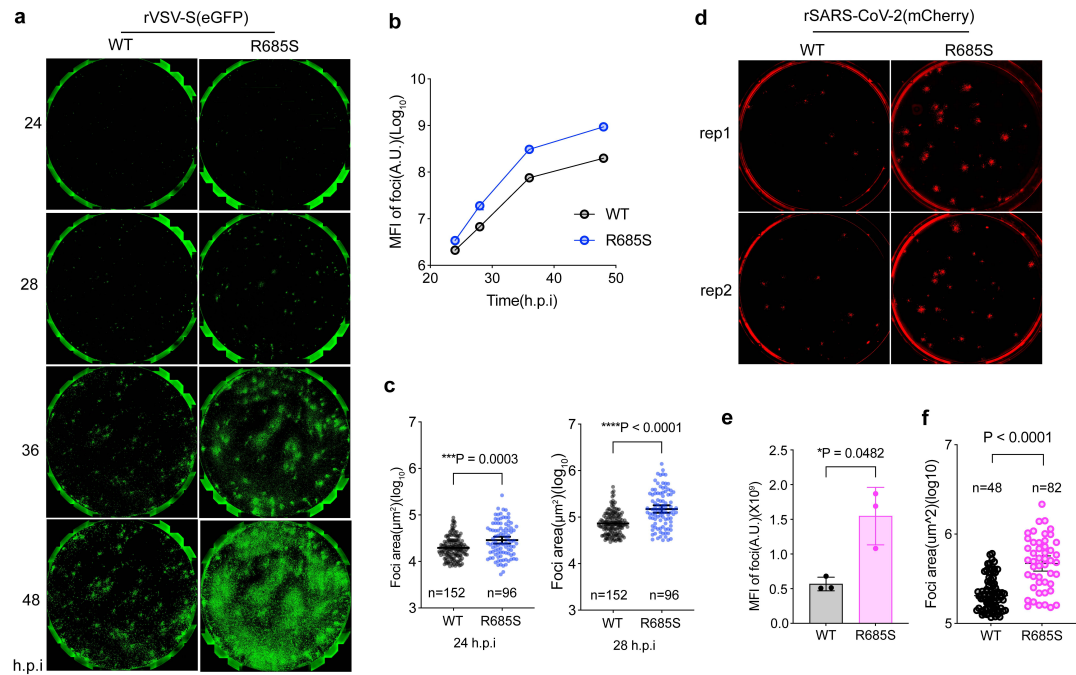 a
rVSV-S(eGFP)
WT R685S
24
28
36
48
h.p.i
b
MFI of foci(A.U.)(Log10)
10
9
8
7
6
20 30 40 50
Time(h.p.i)
WT
R685S
c
Foci area(µm²)(log10)
7
6
5
4
3
***P = 0.0003
n=152 n=96
WT R685S
24 h.p.i
Foci area(µm²)(log10)
7
6
5
4
3
****P < 0.0001
n=152 n=96
WT R685S
28 h.p.i
d
rSARS-CoV-2(mCherry)
WT R685S
rep1
rep2
e
MFI of foci(A.U.)(X10⁹)
2.5
2.0
1.5
1.0
0.5
0.0
*P = 0.0482
WT R685S
f
Foci area(um^2)(log10)
7
6
5
P < 0.0001
n=48 n=82
WT R685S